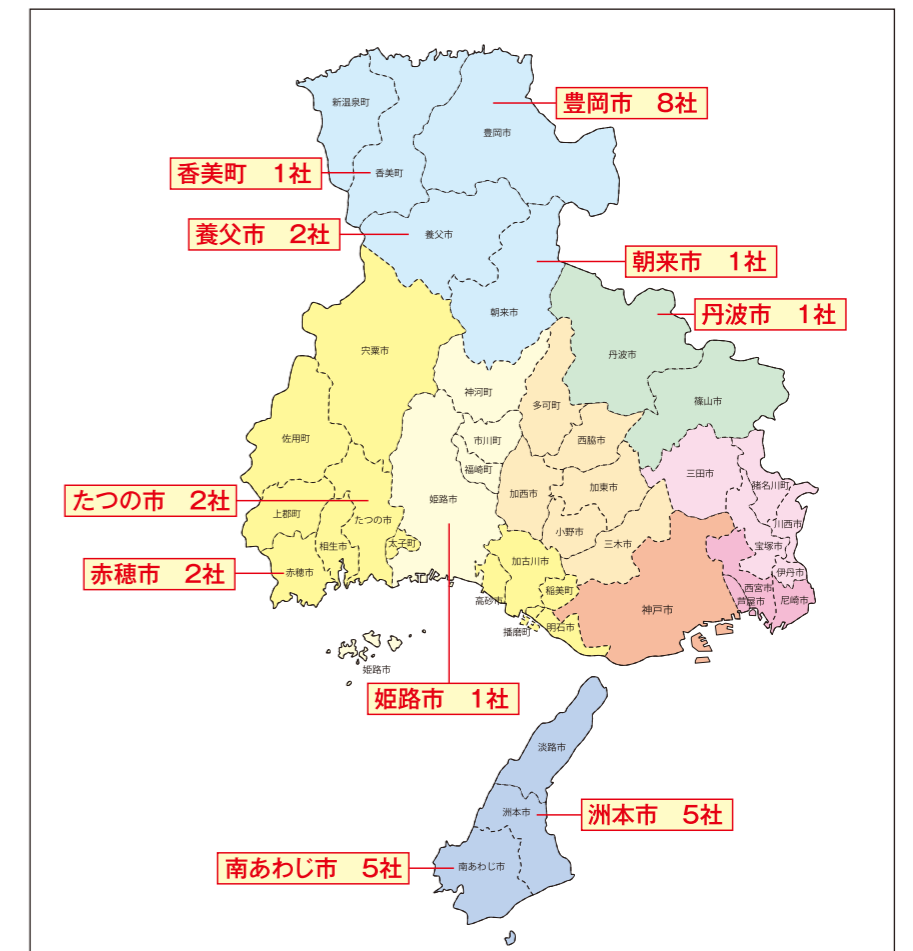 新温泉町
豊岡市　8社
豊岡市
香美町　1社
香美町
養父市　2社
養父市
朝来市　1社
朝来市
丹波市　1社
丹波市
宍粟市
神河町
多可町
篠山市
佐用町
市川町
西脇市
福崎町
三田市
猪名川町
たつの市　2社
姫路市
加西市
加東市
上郡町
たつの市
川西市
相生市
太子町
小野市
三木市
宝塚市
赤穂市　2社
赤穂市
加古川市
伊丹市
稲美町
西宮市
高砂市
芦屋市
尼崎市
神戸市
播磨町
明石市
姫路市
姫路市　1社
淡路市
洲本市
洲本市　5社
南あわじ市　5社
南あわじ市